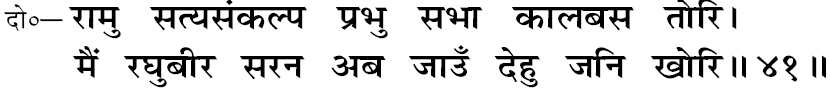 दो०— रामु सत्यसंकल्प प्रभु सभा कालबस तोरि।
मैं रघुबीर सरन अब जाउँ देहु जनि खोरि॥ ४१॥